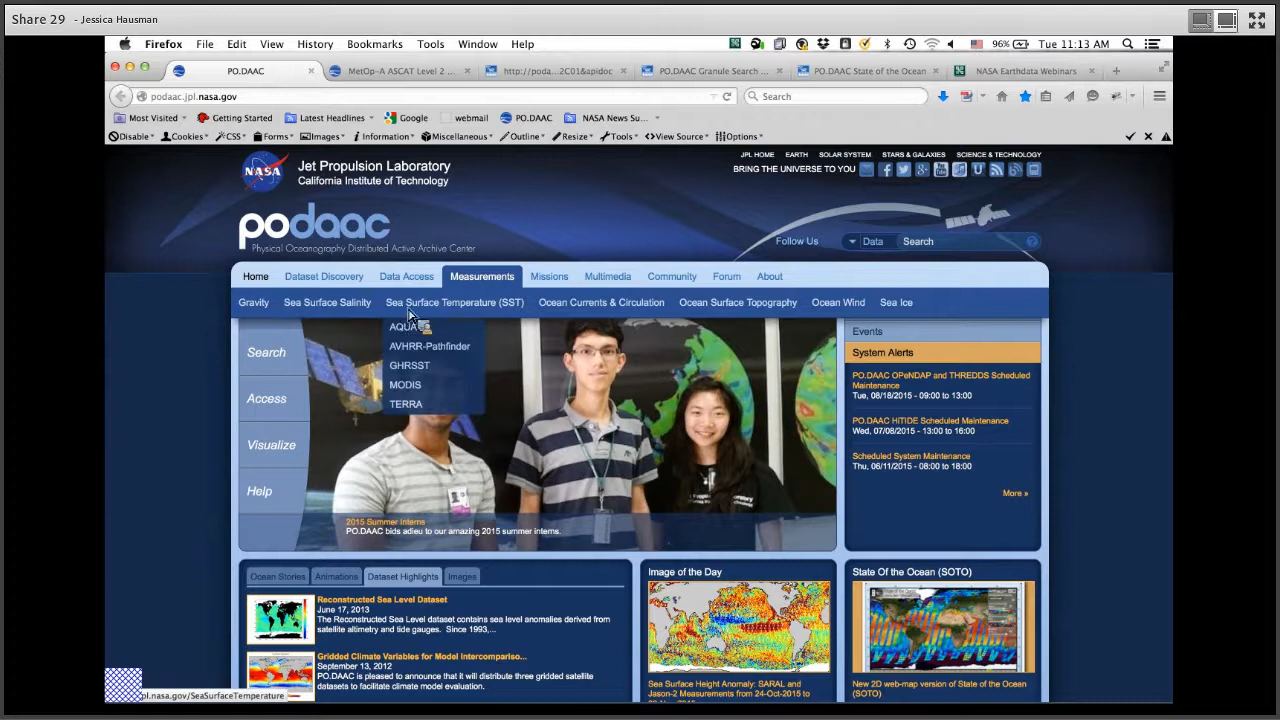 Share 29 - Jessica Hausman
Firefox File Edit View History Bookmarks Tools Window Help 96% Tue 11:13 AM
PO.DAAC MetOp-A ASCAT Level 2 ... http://poda...2C01&apidoc PO.DAAC Granule Search ... PO.DAAC State of the Ocean NASA Earthdata Webinars
podaac.jpl.nasa.gov Search
Most Visited Getting Started Latest Headlines Google webmail PO.DAAC NASA News Su...
Disable Cookies CSS Forms Images Information Miscellaneous Outline Resize Tools View Source Options
JPL HOME EARTH SOLAR SYSTEM STARS & GALAXIES SCIENCE & TECHNOLOGY
NASA Jet Propulsion Laboratory
California Institute of Technology
BRING THE UNIVERSE TO YOU
podaac
Physical Oceanography Distributed Active Archive Center
Follow Us Data Search
Home Dataset Discovery Data Access Measurements Missions Multimedia Community Forum About
Gravity Sea Surface Salinity Sea Surface Temperature (SST) Ocean Currents & Circulation Ocean Surface Topography Ocean Wind Sea Ice
AQUA
AVHRR-Pathfinder
GHRSST
MODIS
TERRA
Search
Access
Visualize
Help
2015 Summer Interns
PO.DAAC bids adieu to our amazing 2015 summer interns.
Events
System Alerts
PO.DAAC OPeNDAP and THREDDS Scheduled
Maintenance
Tue, 08/18/2015 - 09:00 to 13:00
PO.DAAC HITIDE Scheduled Maintenance
Wed, 07/08/2015 - 13:00 to 16:00
Scheduled System Maintenance
Thu, 06/11/2015 - 08:00 to 18:00
More »
Ocean Stories Animations Dataset Highlights Images
Reconstructed Sea Level Dataset
June 17, 2013
The Reconstructed Sea Level dataset contains sea level anomalies derived from
satellite altimetry and tide gauges. Since 1993,...
Gridded Climate Variables for Model Intercompariso...
September 13, 2012
PO.DAAC is pleased to announce that it will distribute three gridded satellite
datasets to facilitate climate model evaluation.
Image of the Day
Sea Surface Height Anomaly: SARAL and
Jason-2 Measurements from 24-Oct-2015 to
State Of the Ocean (SOTO)
New 2D web-map version of State of the Ocean
(SOTO)
jpl.nasa.gov/SeaSurfaceTemperature